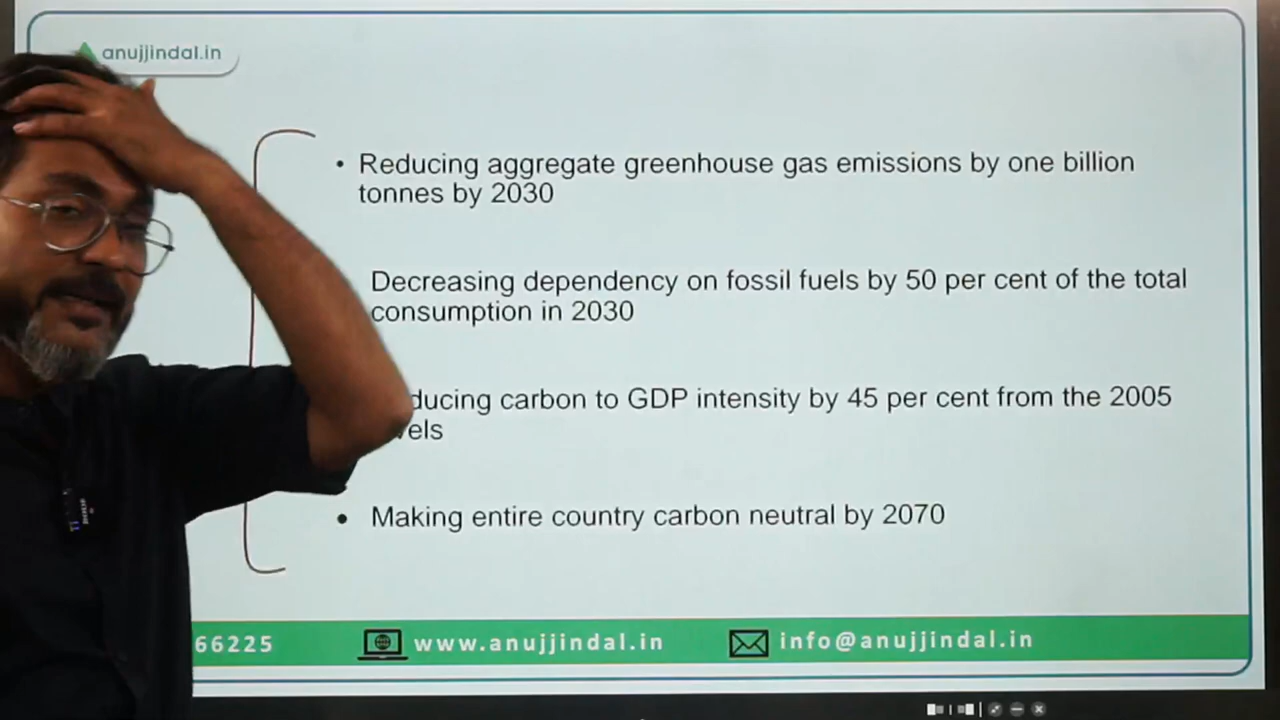 anujjindal.in
• Reducing aggregate greenhouse gas emissions by one billion
tonnes by 2030
Decreasing dependency on fossil fuels by 50 per cent of the total
consumption in 2030
ducing carbon to GDP intensity by 45 per cent from the 2005
vels
• Making entire country carbon neutral by 2070
66225 www.anujjindal.in info@anujjindal.in